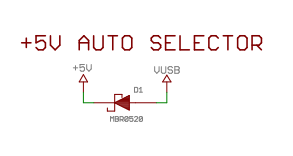 +5V AUTO SELECTOR
+5V VUSB
D1
MBR0520